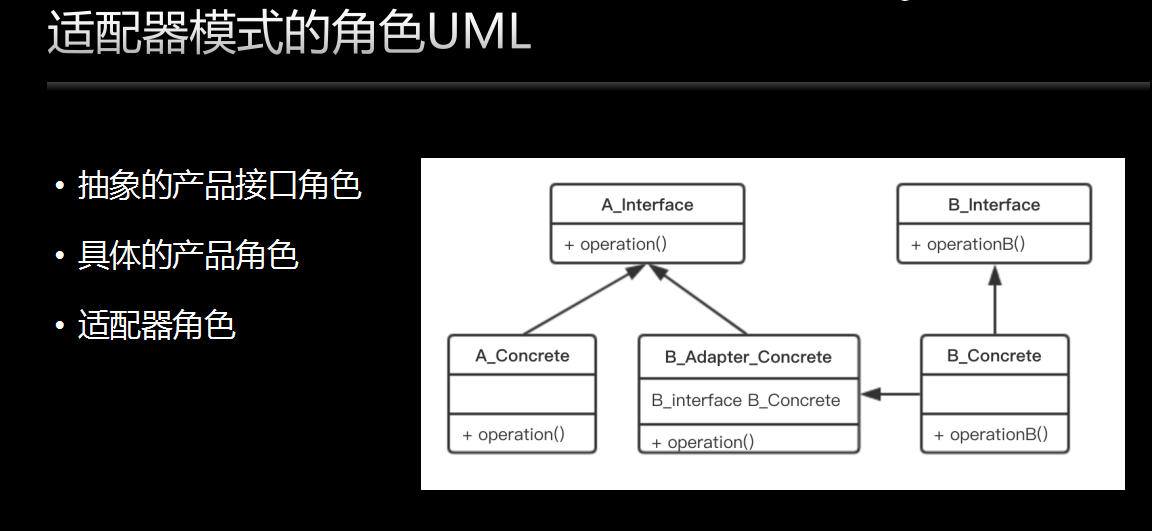 适配器模式的角色UML
• 抽象的产品接口角色
• 具体的产品角色
• 适配器角色
A_Interface
+ operation()
B_Interface
+ operationB()
A_Concrete
+ operation()
B_Adapter_Concrete
B_interface B_Concrete
+ operation()
B_Concrete
+ operationB()